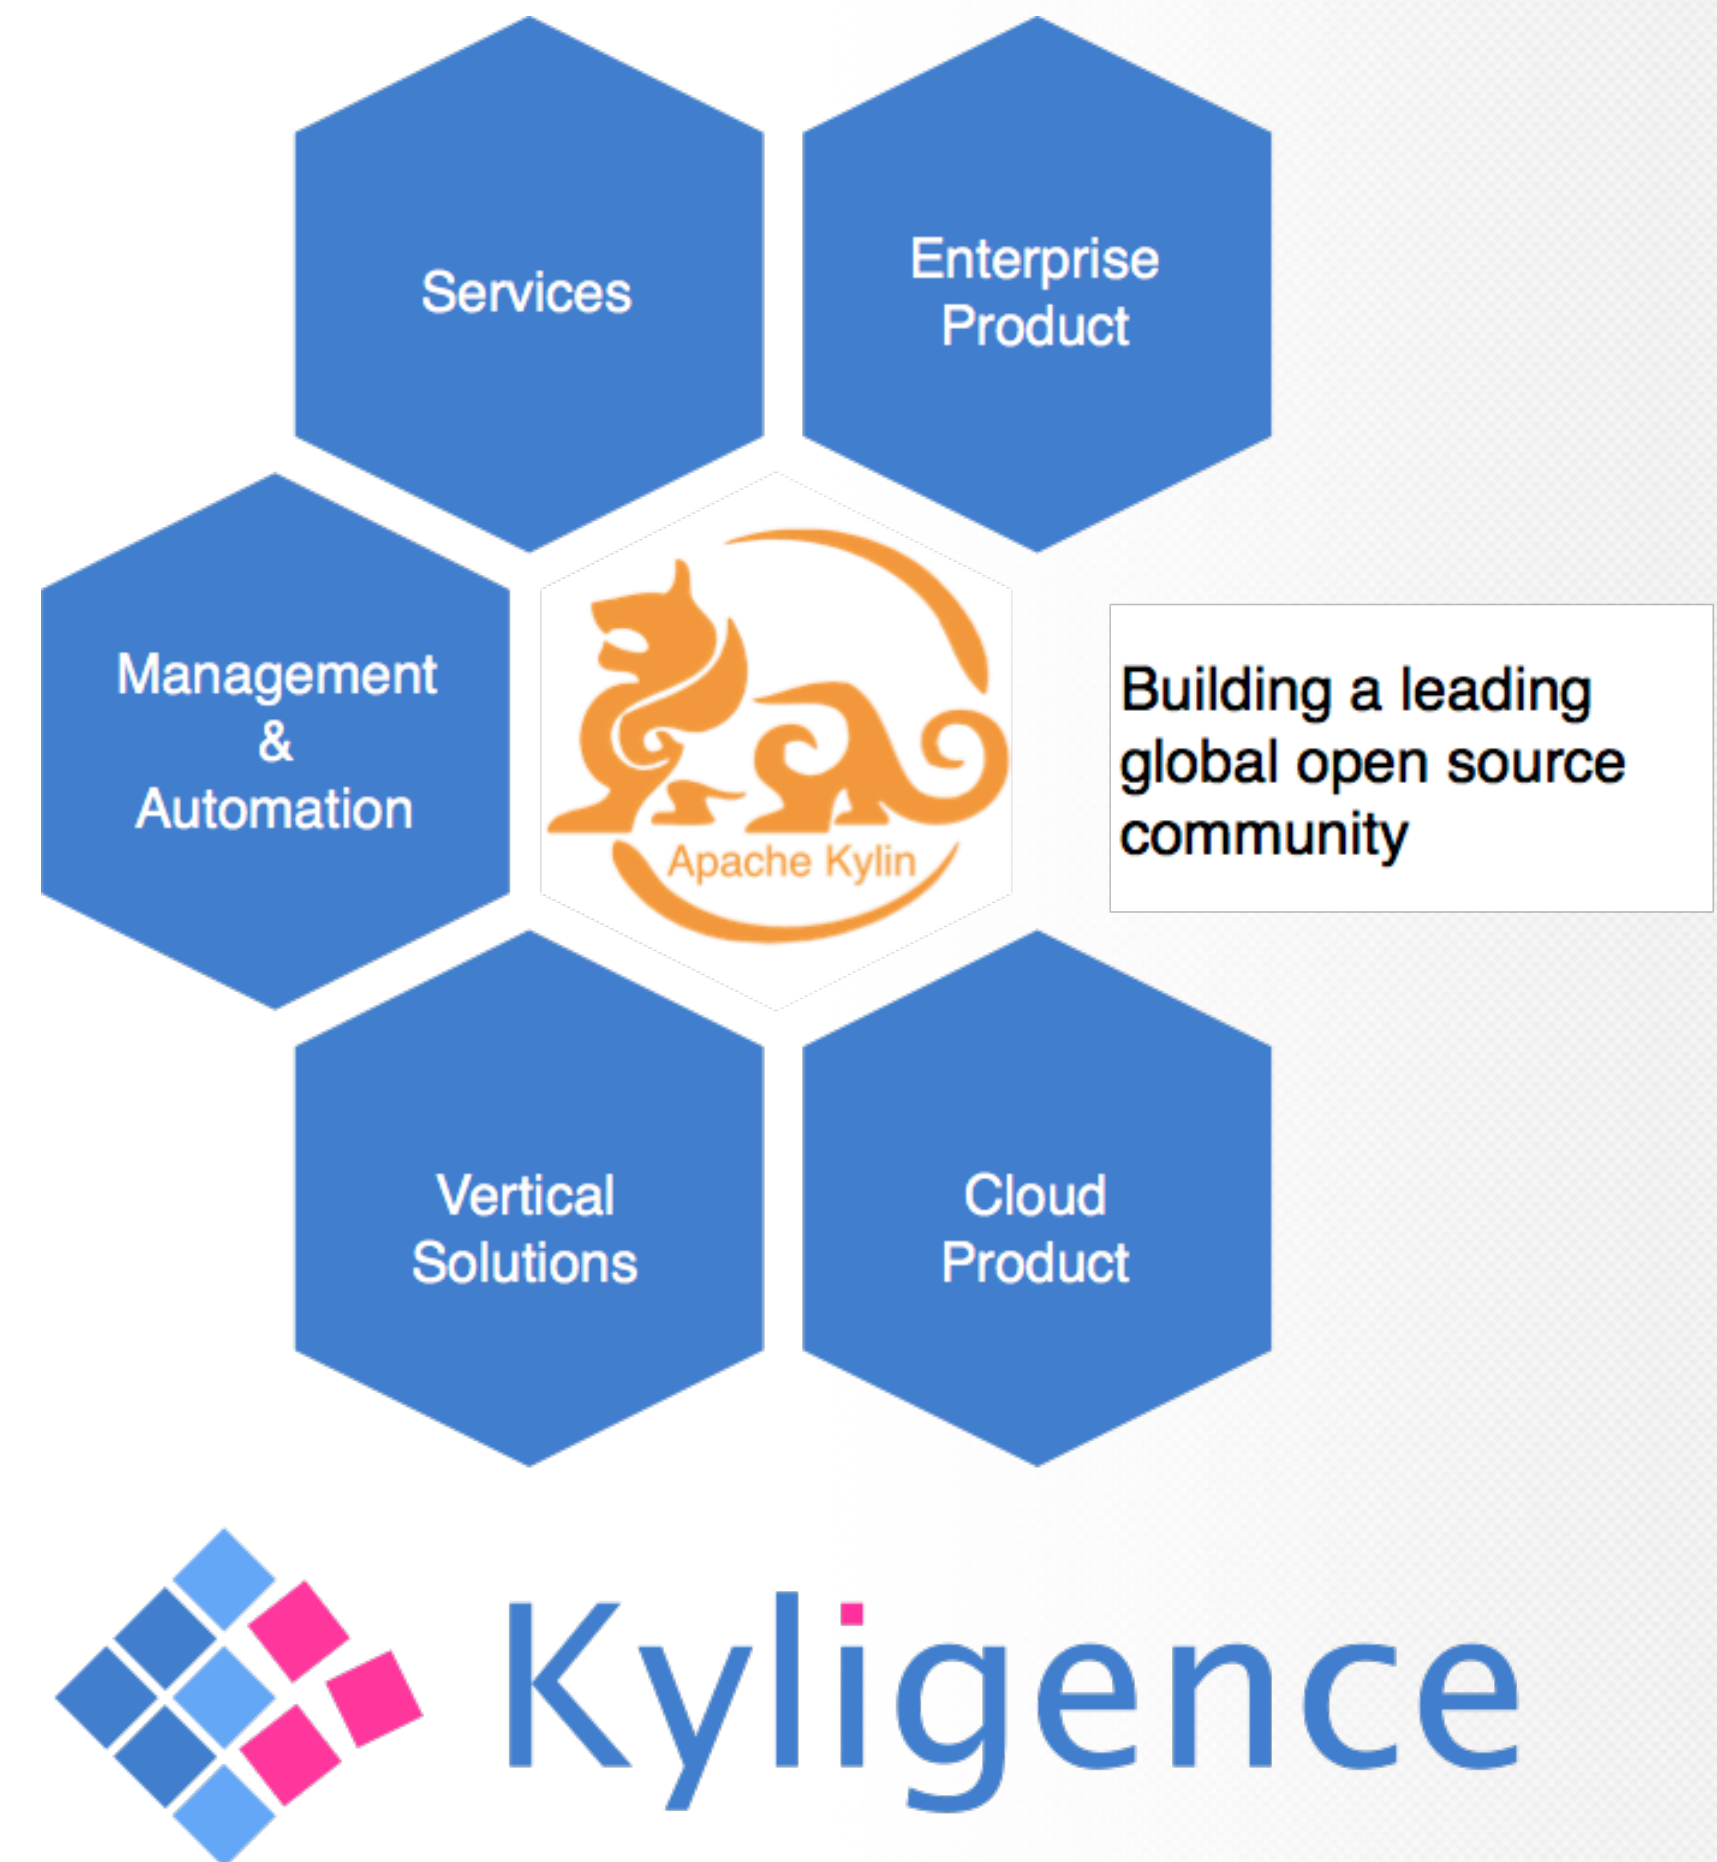 Services
Enterprise
Product
Management
&
Automation
Apache Kylin
Building a leading
global open source
community
Vertical
Solutions
Cloud
Product
Kyligence